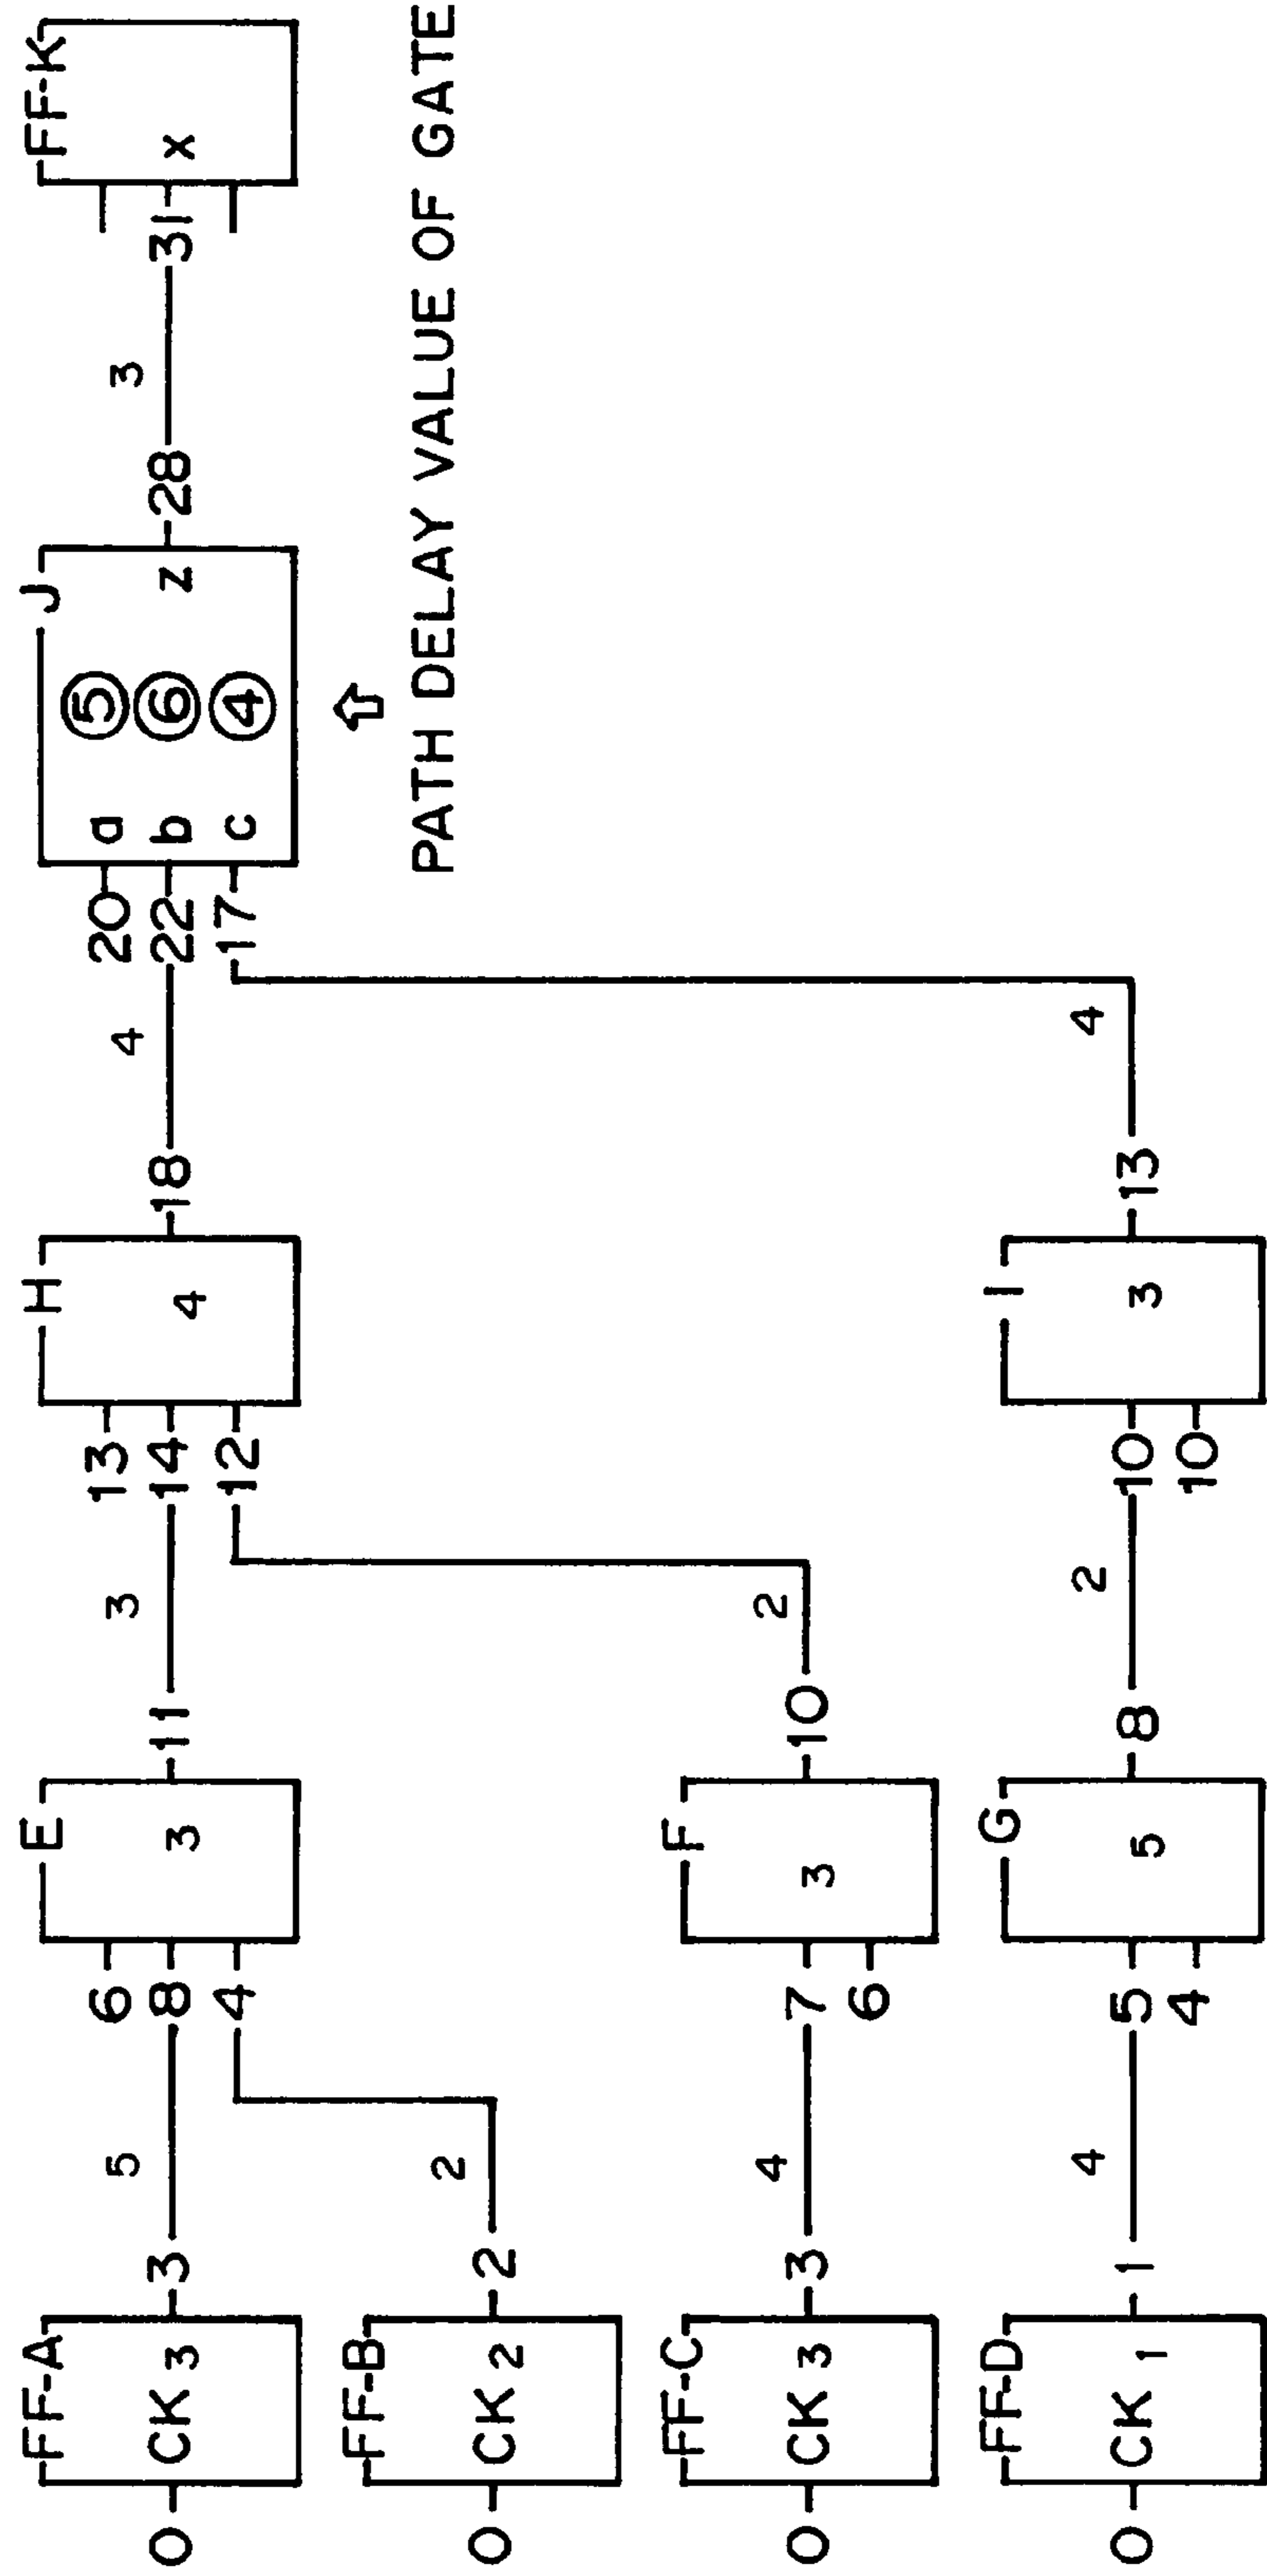 FF-A
0 CK 3 3 5
FF-B
0 CK 2 2 2
FF-C
0 CK 3 3 4
FF-D
0 CK 1 1 4
6
8
4
E
3
11
3
7
6
F
3
10
2
5
4
G
5
8
2
13
14
12
H
4
18
4
10
10
I
3
13
4
20 a 5
22 b 6 z 28
17 c 4
J
3
31 x
FF-K
PATH DELAY VALUE OF GATE